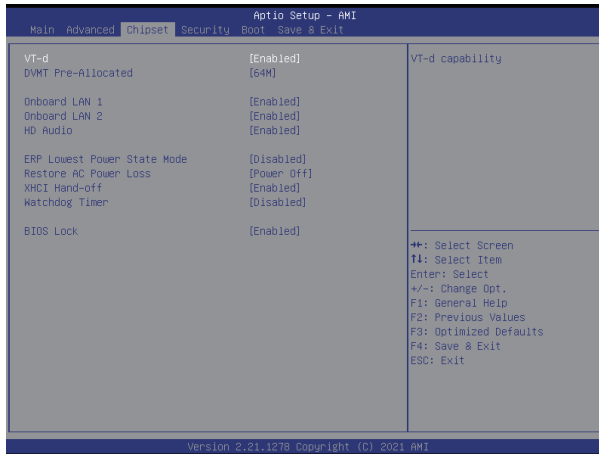 Aptio Setup - AMI
Main Advanced Chipset Security Boot Save & Exit
VT-d [Enabled]
DVMT Pre-Allocated [64M]
Onboard LAN 1 [Enabled]
Onboard LAN 2 [Enabled]
HD Audio [Enabled]
ERP Lowest Power State Mode [Disabled]
Restore AC Power Loss [Power Off]
XHCI Hand-off [Enabled]
Watchdog Timer [Disabled]
BIOS Lock [Enabled]
VT-d capability
→←: Select Screen
↑↓: Select Item
Enter: Select
+/-: Change Opt.
F1: General Help
F2: Previous Values
F3: Optimized Defaults
F4: Save & Exit
ESC: Exit
Version 2.21.1278 Copyright (C) 2021 AMI